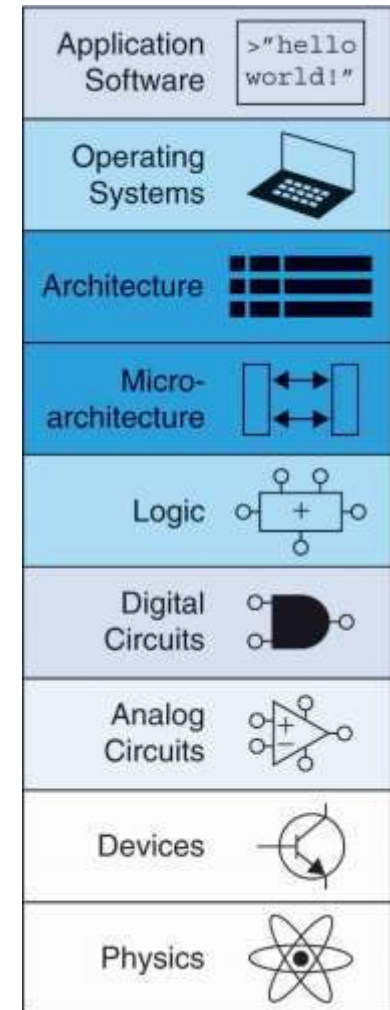 Application
Software
>"hello
world!"
Operating
Systems
Architecture
Micro-
architecture
Logic
+
Digital
Circuits
Analog
Circuits
+
−
Devices
Physics